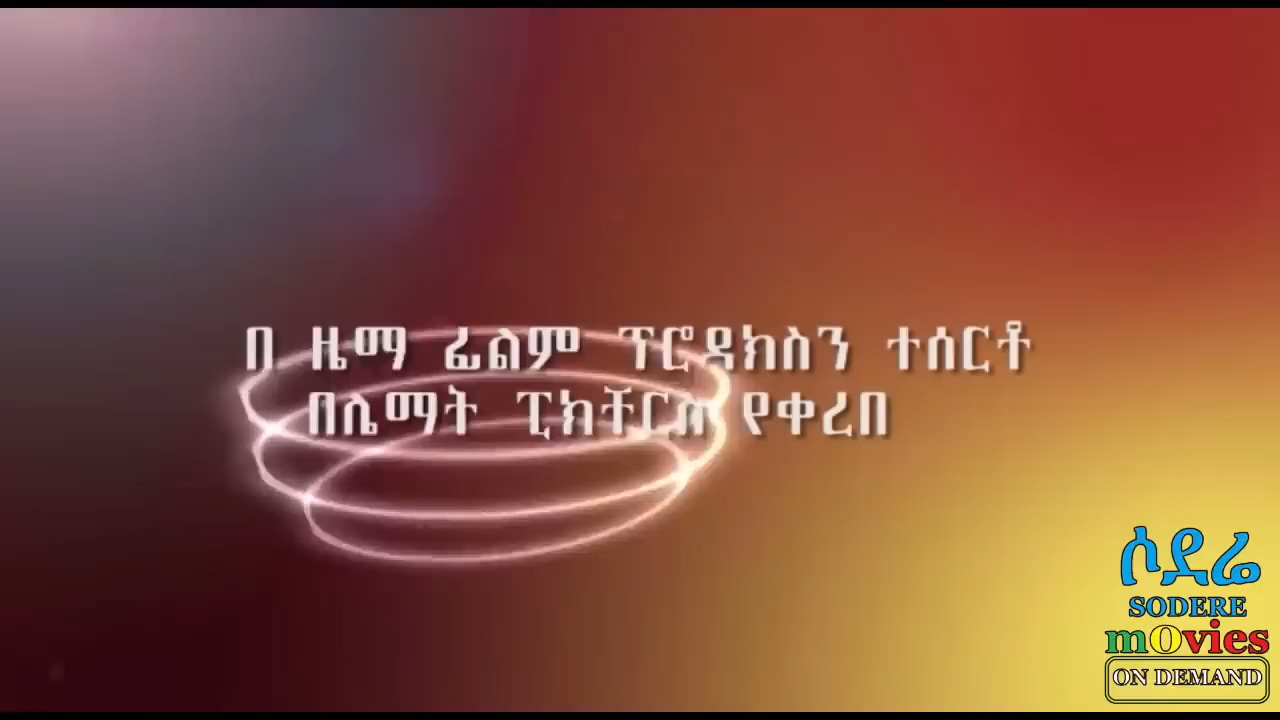 በ ዜማ ፊልም ፕሮዳክስን ተሰርቶ
በሌማት ፒክቸርስ የቀረበ
ሶደሬ
SODERE
mOvies
ON DEMAND